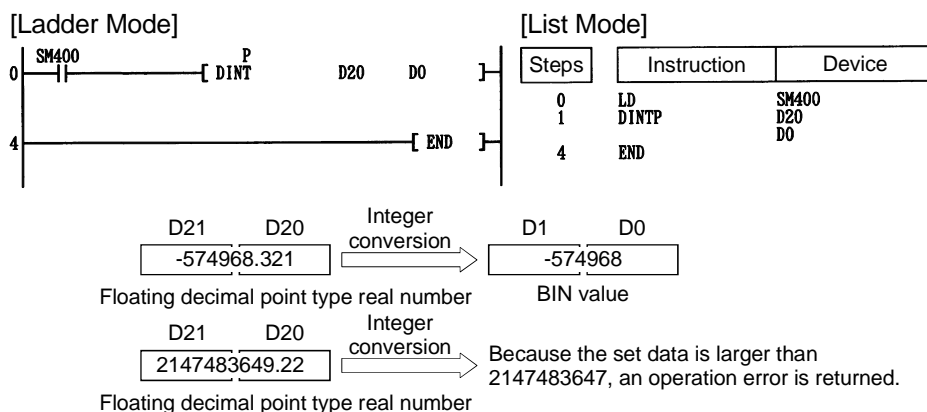 [Ladder Mode]
[List Mode]
SM400 P
0 [ DINT D20 D0 ]
4 [ END ]
Steps Instruction Device
0 LD SM400
1 DINTP D20
D0
4 END
D21 D20 Integer conversion D1 D0
-574968.321 -574968
Floating decimal point type real number BIN value
D21 D20 Integer conversion
2147483649.22
Because the set data is larger than
2147483647, an operation error is returned.
Floating decimal point type real number